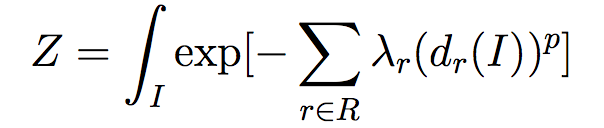 Z = ∫_I exp[− ∑_{r∈R} λ_r(d_r(I))^p]